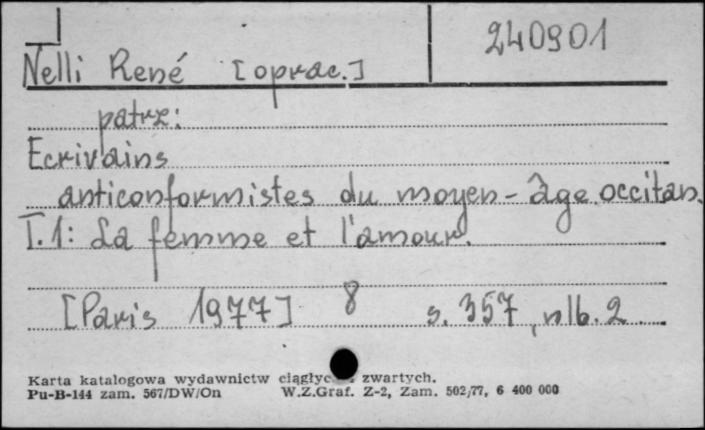 240901
Nelli René [oprac.]
patrz:
Ecrivains
anticonformistes du moyen-âge occitan.
T.1: La femme et l'amour.
[Paris 1977] 8 s. 357, nlb. 2
Karta katalogowa wydawnictw zwartych.
Pu-B-144 zam. 567/DW/On W.Z.Graf. Z-2, Zam. 502/77, 6 400 000